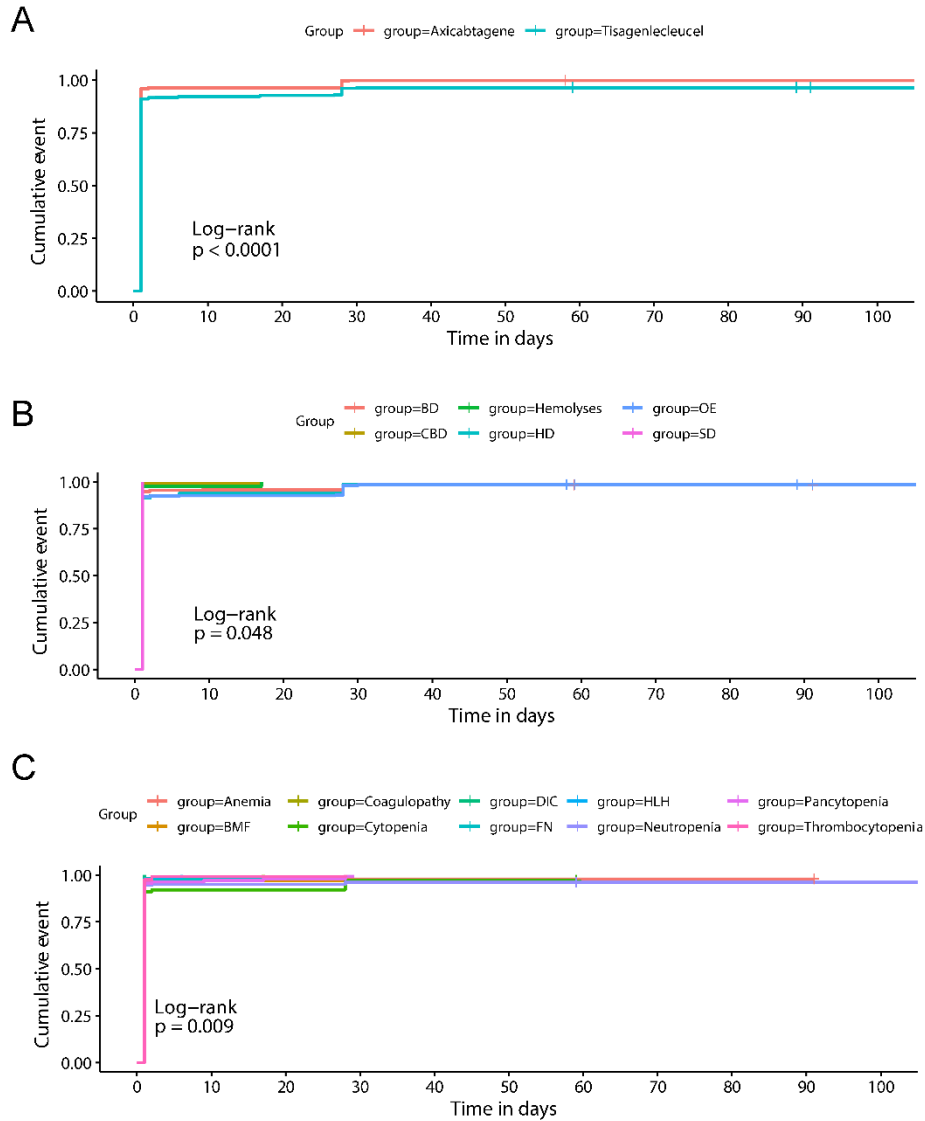 A
Group group=Axicabtagene group=Tisagenlecleucel
1.00
0.75
0.50
0.25
0.00
Cumulative event
Log-rank
p < 0.0001
0 10 20 30 40 50 60 70 80 90 100
Time in days
B
Group
group=BD group=Hemolyses group=OE
group=CBD group=HD group=SD
1.00
0.75
0.50
0.25
0.00
Cumulative event
Log-rank
p = 0.048
0 10 20 30 40 50 60 70 80 90 100
Time in days
C
Group
group=Anemia group=Coagulopathy group=DIC group=HLH group=Pancytopenia
group=BMF group=Cytopenia group=FN group=Neutropenia group=Thrombocytopenia
1.00
0.75
0.50
0.25
0.00
Cumulative event
Log-rank
p = 0.009
0 10 20 30 40 50 60 70 80 90 100
Time in days